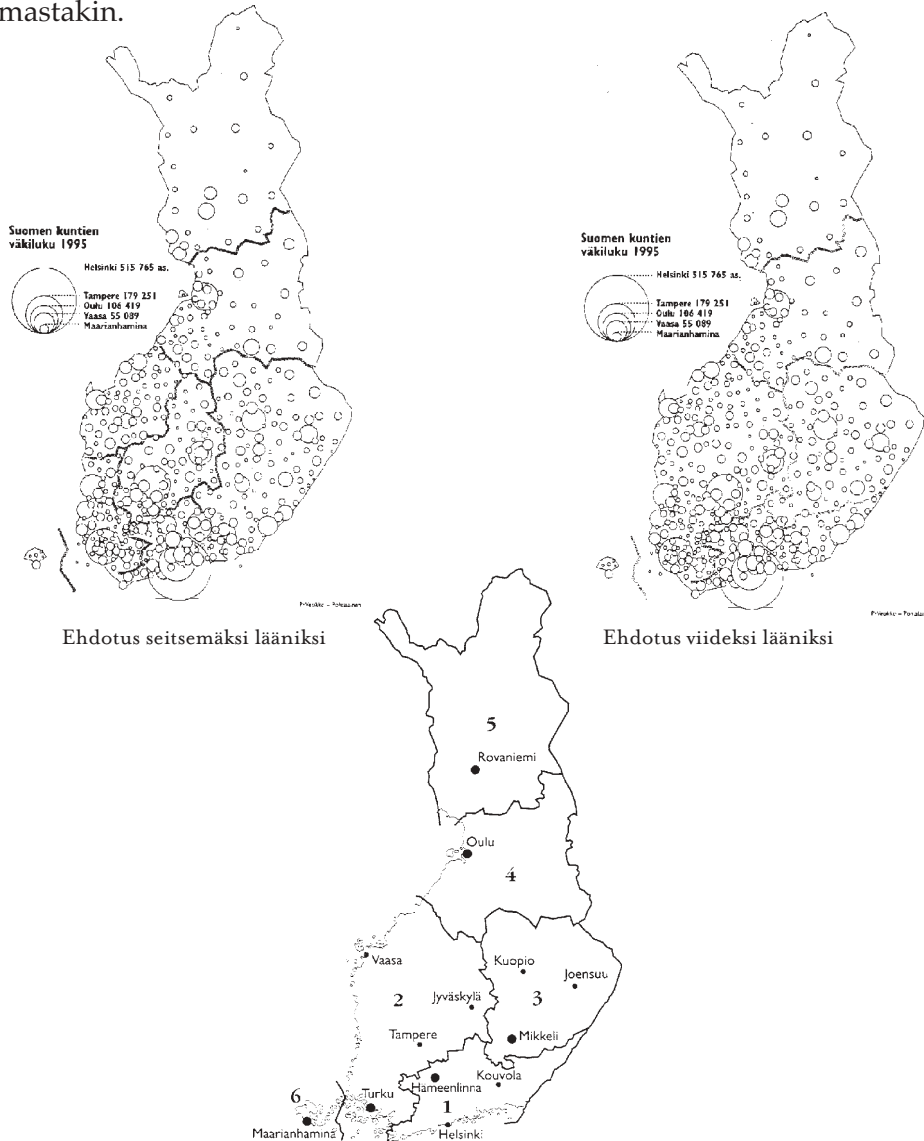 mastakin.
Suomen kuntien
väkiluku 1995
Helsinki 515 765 as.
Tampere 179 251
Oulu 106 419
Vaasa 55 089
Maarianhamina
Ehdotus seitsemäksi lääniksi
Suomen kuntien
väkiluku 1995
Helsinki 515 765 as.
Tampere 179 251
Oulu 106 419
Vaasa 55 089
Maarianhamina
Ehdotus viideksi lääniksi
5
Rovaniemi
Oulu
4
Vaasa
Kuopio
Joensuu
2
Jyväskylä
3
Tampere
Mikkeli
6
Turku
Hämeenlinna
Kouvola
1
Maarianhamina
Helsinki